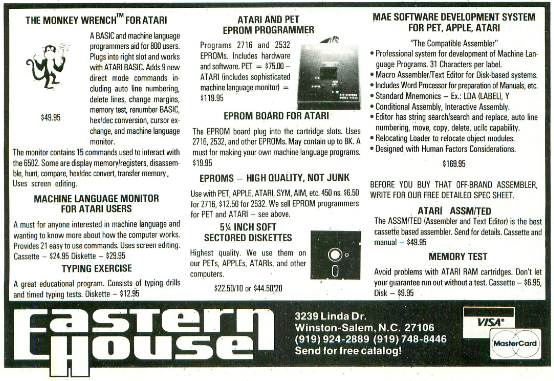 THE MONKEY WRENCH™ FOR ATARI
A BASIC and machine language
programmers aid for 800 users.
Plugs into right slot and works
with ATARI BASIC. Adds 9 new
direct mode commands in-
cluding auto line numbering,
delete lines, change margins,
memory test, renumber BASIC,
hex/dec conversion, cursor ex-
change, and machine language
monitor.
$49.95
The monitor contains 15 commands used to interact with
the 6502. Some are display memory/registers, disassem-
ble, hunt, compare, hex/dec convert, transfer memory.
Uses screen editing.
MACHINE LANGUAGE MONITOR
FOR ATARI USERS
A must for anyone interested in machine language and
wanting to know more about how the computer works.
Provides 21 easy to use commands. Uses screen editing.
Cassette – $24.95 Diskette – $29.95
TYPING EXERCISE
A great educational program. Consists of typing drills
and timed typing tests. Diskette – $12.95
ATARI AND PET
EPROM PROGRAMMER
Programs 2716 and 2532
EPROMs. Includes hardware
and software. PET = $75.00 –
ATARI (includes sophisticated
machine language monitor) =
$119.95
EPROM BOARD FOR ATARI
The EPROM board plug into the cartridge slots. Uses
2716, 2532, and other EPROMs. May contain up to 8K. A
must for making your own machine language programs.
$19.95
EPROMS – HIGH QUALITY, NOT JUNK
Use with PET, APPLE, ATARI, SYM, AIM, etc. 450 ns. $6.50
for 2716, $12.50 for 2532. We sell EPROM programmers
for PET and ATARI – see above.
5¼ INCH SOFT
SECTORED DISKETTES
Highest quality. We use them on
our PETs, APPLEs, ATARIs, and other
computers.
$22.50/10 or $44.50/20
MAE SOFTWARE DEVELOPMENT SYSTEM
FOR PET, APPLE, ATARI
"The Compatible Assembler"
• Professional system for development of Machine Lan-
guage Programs. 31 Characters per label.
• Macro Assembler/Text Editor for Disk-based systems.
• Includes Word Processor for preparation of Manuals, etc.
• Standard Mnemonics – Ex.: LDA (LABEL), Y
• Conditional Assembly, Interactive Assembly.
• Editor has string search/search and replace, auto line
numbering, move, copy, delete, uc/lc capability.
• Relocating Loader to relocate object modules.
• Designed with Human Factors Considerations.
$169.95
BEFORE YOU BUY THAT OFF-BRAND ASSEMBLER,
WRITE FOR OUR FREE DETAILED SPEC SHEET.
ATARI ASSM/TED
The ASSM/TED (Assembler and Text Editor) is the best
cassette based assembler. Send for details. Cassette and
manual – $49.95
MEMORY TEST
Avoid problems with ATARI RAM cartridges. Don't let
your guarantee run out without a test. Cassette – $6.95,
Disk – $9.95
Eastern
House
3239 Linda Dr.
Winston-Salem, N.C. 27106
(919) 924-2889 (919) 748-8446
Send for free catalog!
VISA
MasterCard